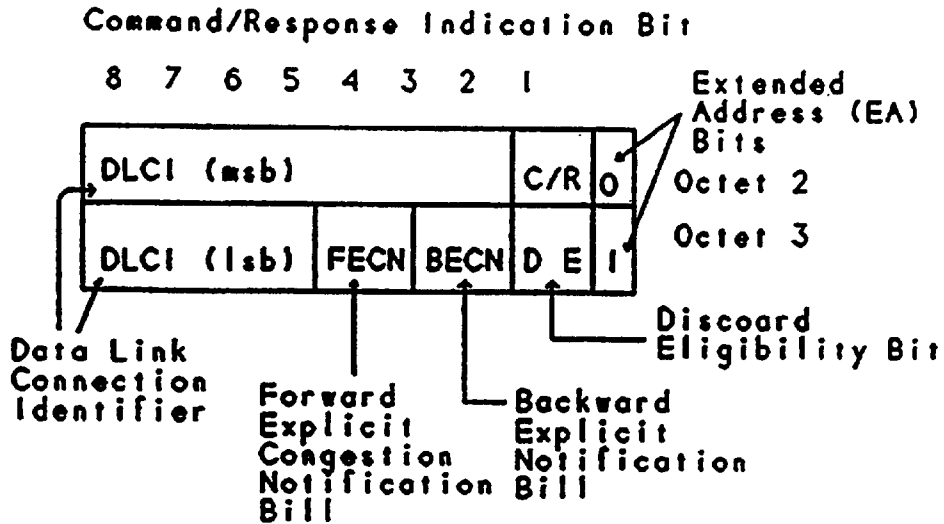 Command/Response Indication Bit
8 7 6 5 4 3 2 1
Extended
Address (EA)
Bits
DLCI (msb) C/R 0
Octet 2
DLCI (lsb) FECN BECN D E 1
Octet 3
Discoard
Eligibility Bit
Data Link
Connection
Identifier
Forward
Explicit
Congestion
Notification
Bill
Backward
Explicit
Notification
Bill